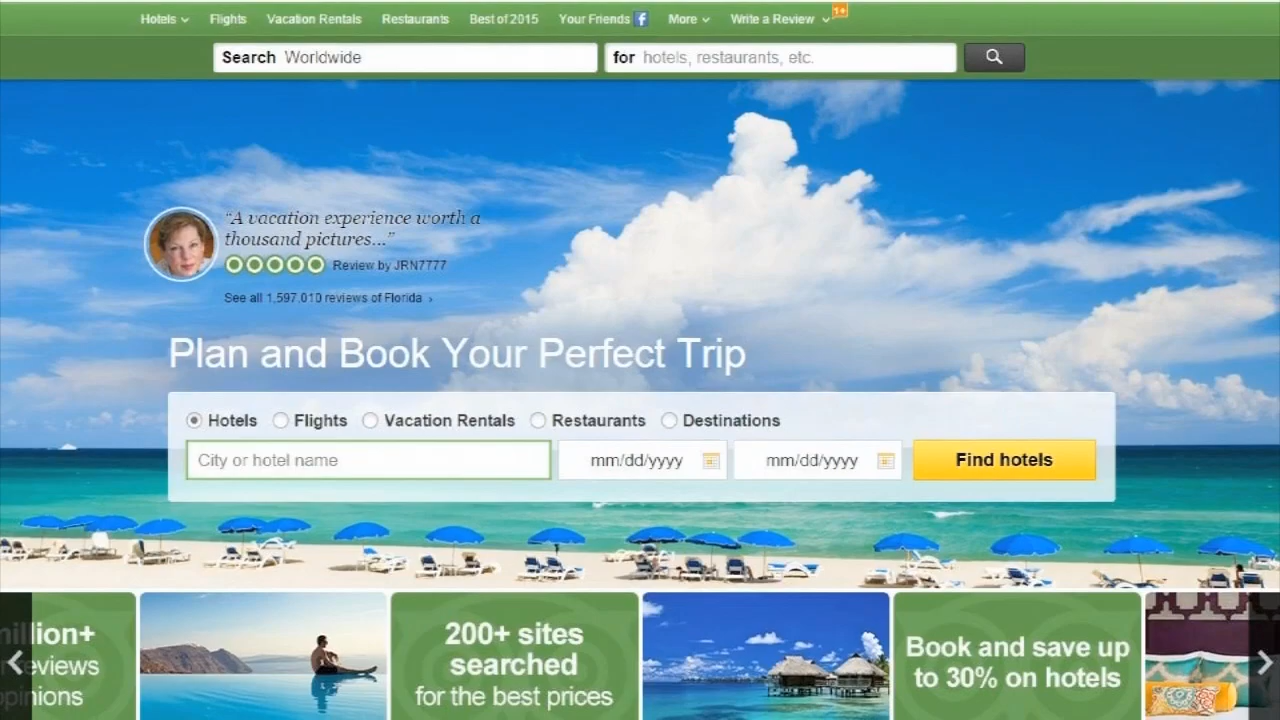 Hotels Flights Vacation Rentals Restaurants Best of 2015 Your Friends f More Write a Review 1+
Search Worldwide for hotels, restaurants, etc.
"A vacation experience worth a
thousand pictures..."
Review by JRN7777
See all 1,597,010 reviews of Florida ›
Plan and Book Your Perfect Trip
Hotels Flights Vacation Rentals Restaurants Destinations
City or hotel name mm/dd/yyyy mm/dd/yyyy Find hotels
million+
reviews
opinions
200+ sites
searched
for the best prices
Book and save up
to 30% on hotels